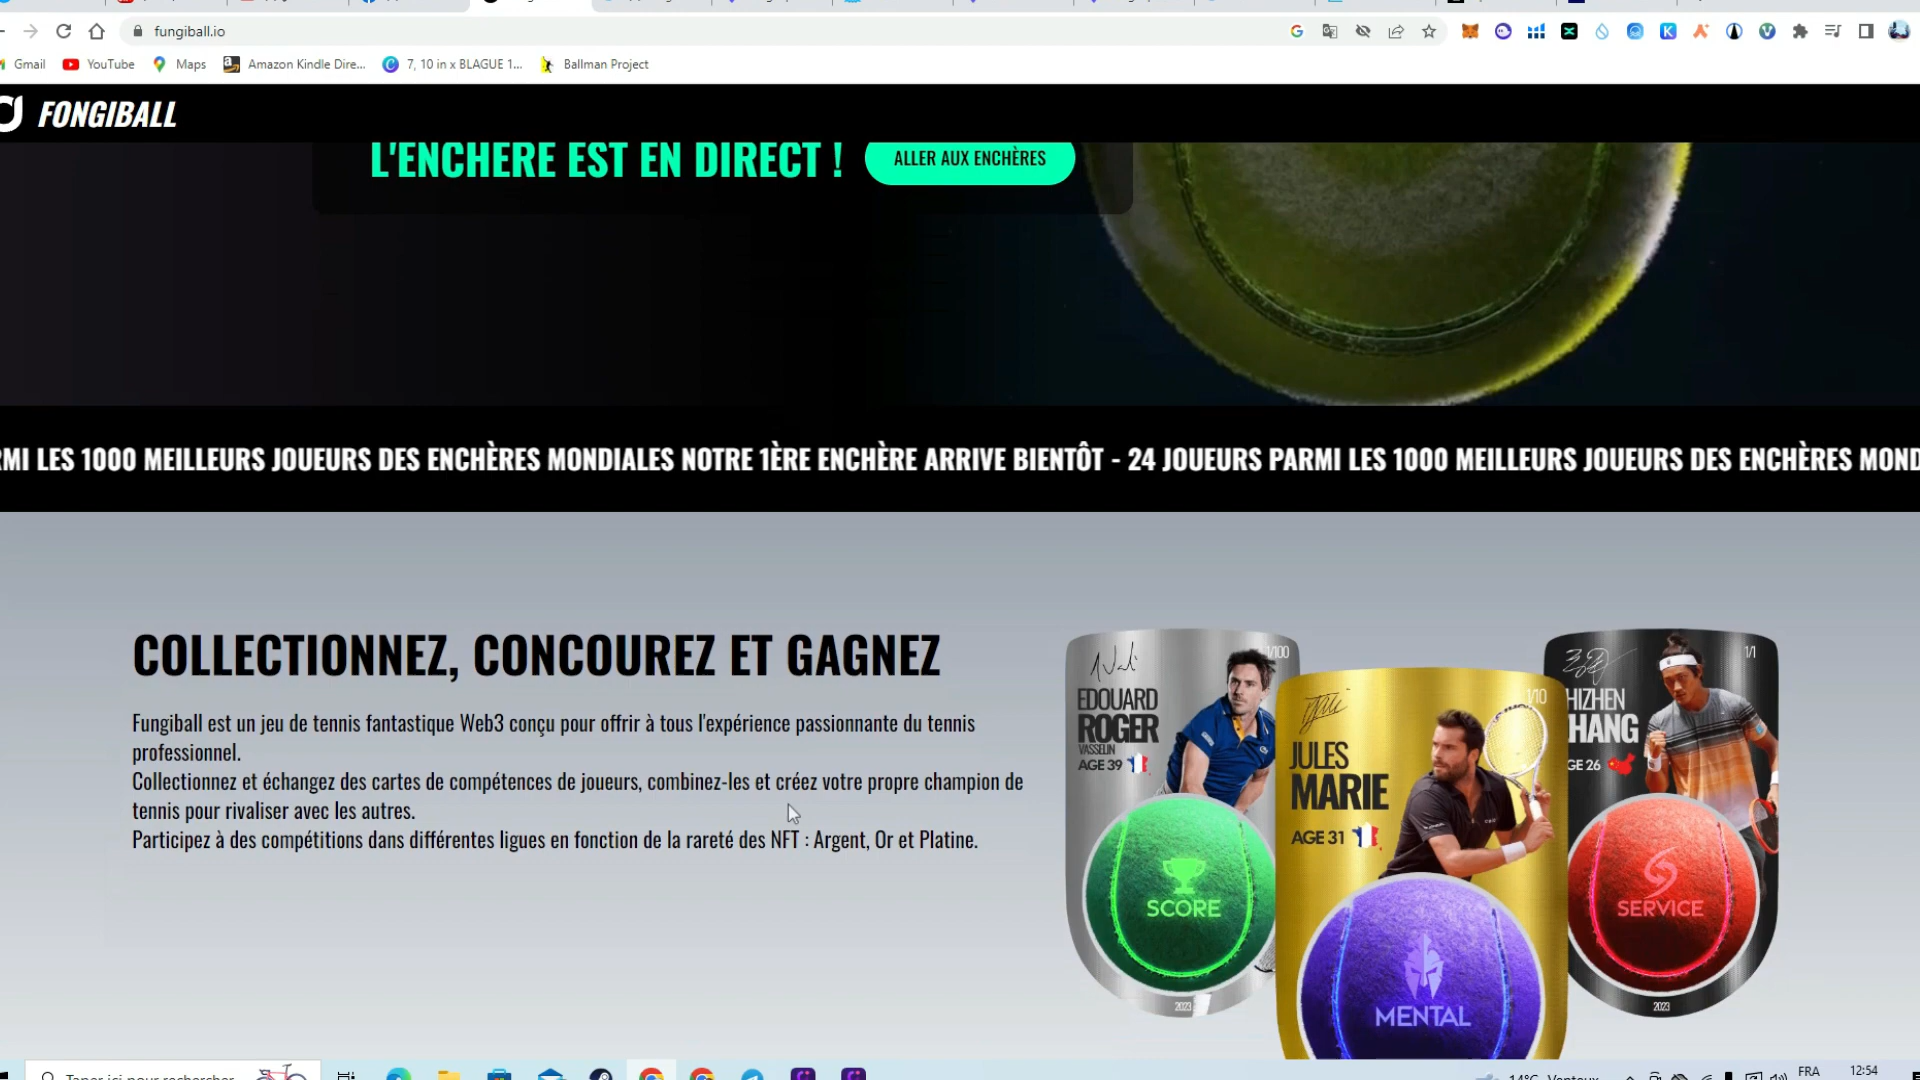 fungiball.io
Gmail
YouTube
Maps
Amazon Kindle Dire...
7, 10 in x BLAGUE 1...
Ballman Project
FONGIBALL
L'ENCHÈRE EST EN DIRECT !
ALLER AUX ENCHÈRES
RMI LES 1000 MEILLEURS JOUEURS DES ENCHÈRES MONDIALES NOTRE 1ÈRE ENCHÈRE ARRIVE BIENTÔT - 24 JOUEURS PARMI LES 1000 MEILLEURS JOUEURS DES ENCHÈRES MOND
COLLECTIONNEZ, CONCOUREZ ET GAGNEZ
Fungiball est un jeu de tennis fantastique Web3 conçu pour offrir à tous l'expérience passionnante du tennis
professionnel.
Collectionnez et échangez des cartes de compétences de joueurs, combinez-les et créez votre propre champion de
tennis pour rivaliser avec les autres.
Participez à des compétitions dans différentes ligues en fonction de la rareté des NFT : Argent, Or et Platine.
1/100
EDOUARD
ROGER
VASSELIN
AGE 39
SCORE
2023
1/10
JULES
MARIE
AGE 31
MENTAL
1/1
HIZHEN
HANG
GE 26
SERVICE
2023
Taper ici pour rechercher
14°C Venteux
FRA
12:54